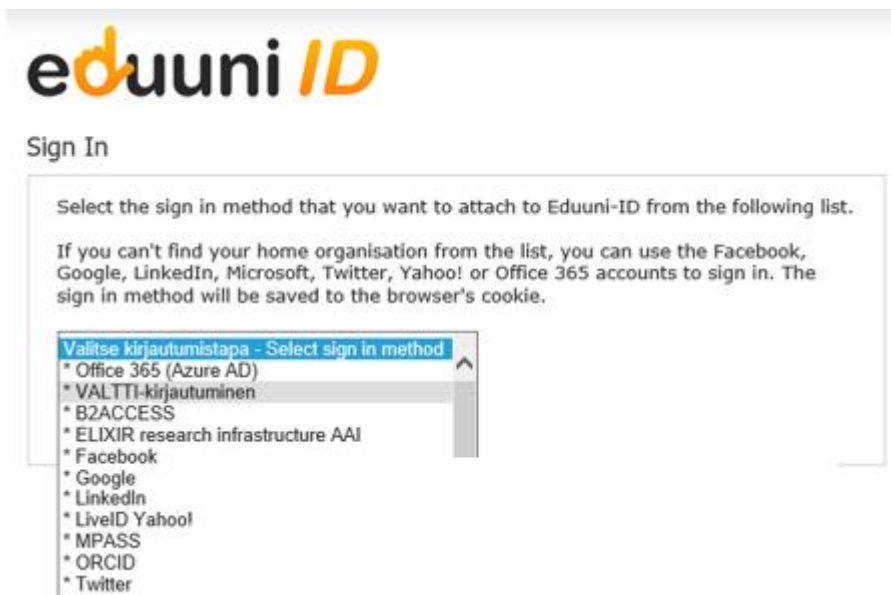 eduuni ID
Sign In
Select the sign in method that you want to attach to Eduuni-ID from the following list.
If you can't find your home organisation from the list, you can use the Facebook,
Google, LinkedIn, Microsoft, Twitter, Yahoo! or Office 365 accounts to sign in. The
sign in method will be saved to the browser's cookie.
Valitse kirjautumistapa - Select sign in method
* Office 365 (Azure AD)
* VALTTI-kirjautuminen
* B2ACCESS
* ELIXIR research infrastructure AAI
* Facebook
* Google
* LinkedIn
* LiveID Yahoo!
* MPASS
* ORCID
* Twitter